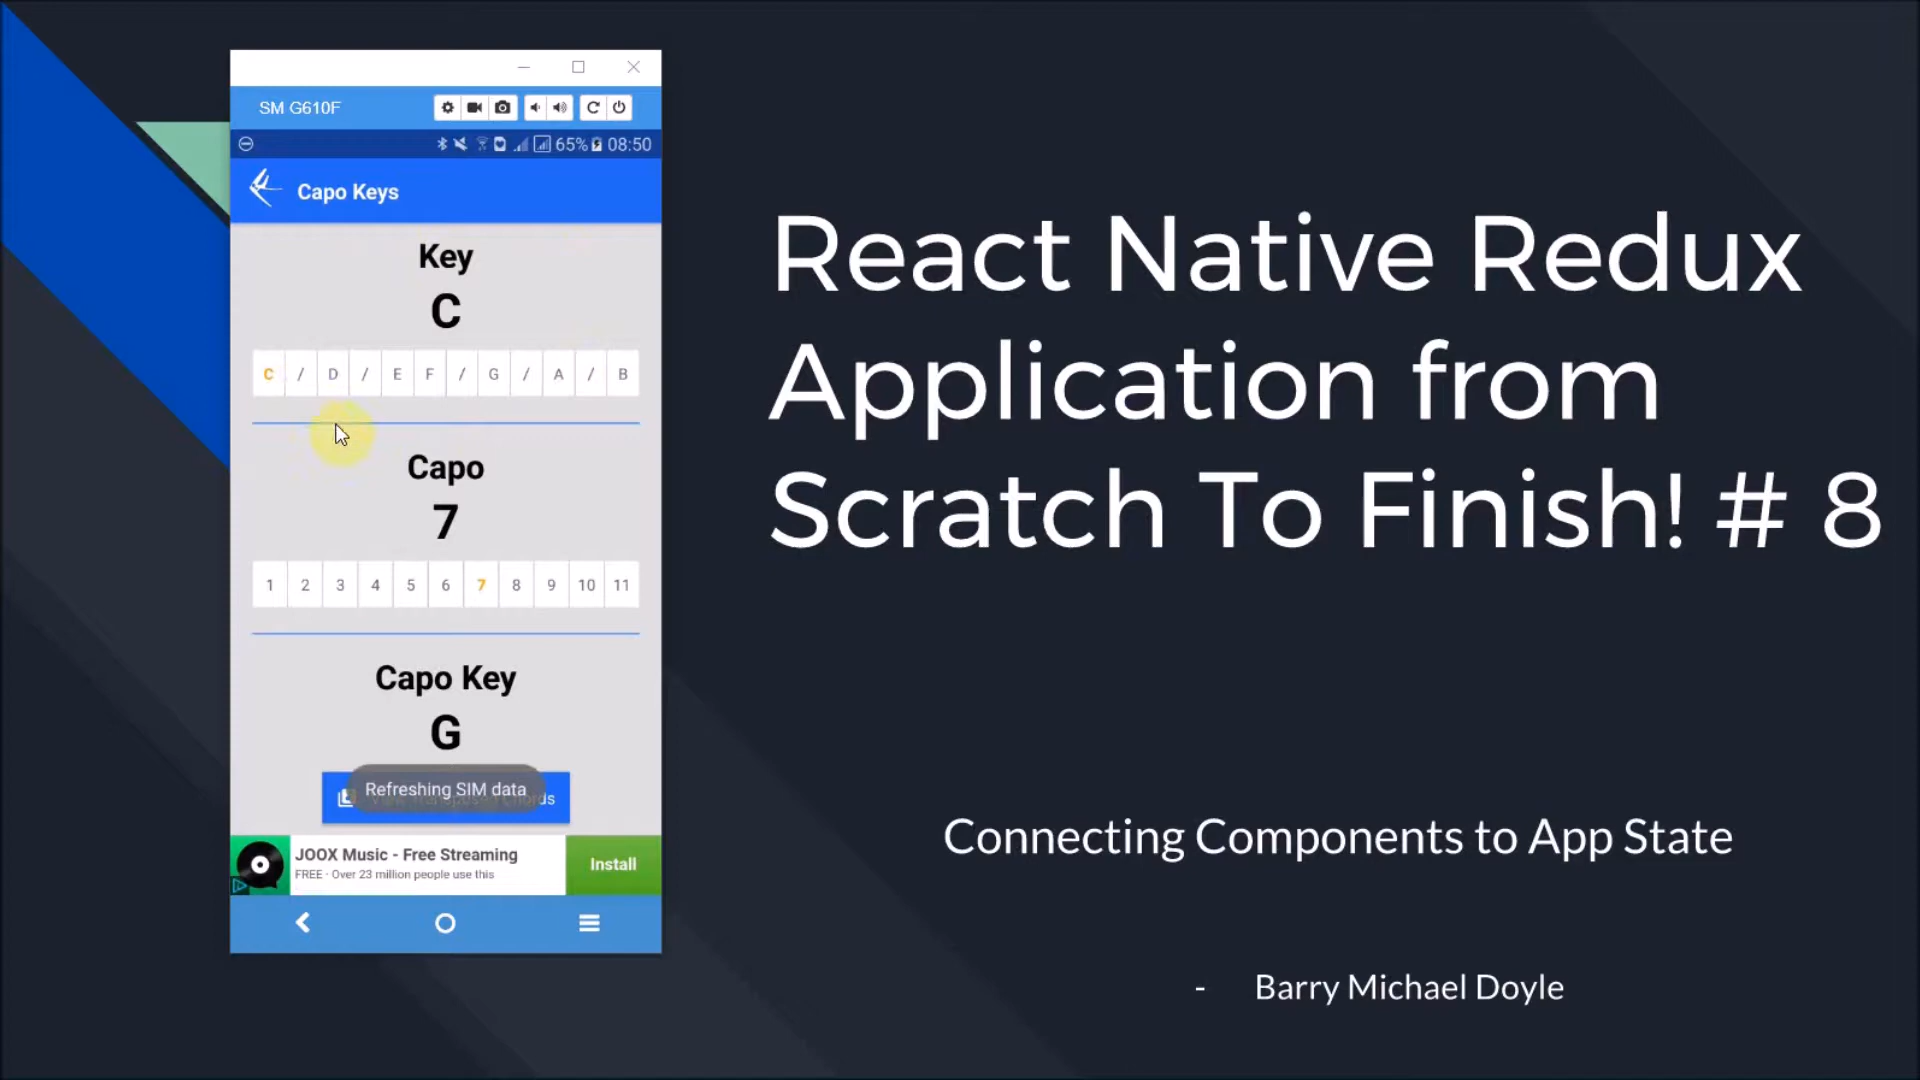 SM G610F
65% 08:50
Capo Keys
Key
C
C / D / E F / G / A / B
Capo
7
1 2 3 4 5 6 7 8 9 10 11
Capo Key
G
Refreshing SIM data
JOOX Music - Free Streaming
FREE · Over 23 million people use this
Install
React Native Redux
Application from
Scratch To Finish! # 8
Connecting Components to App State
- Barry Michael Doyle